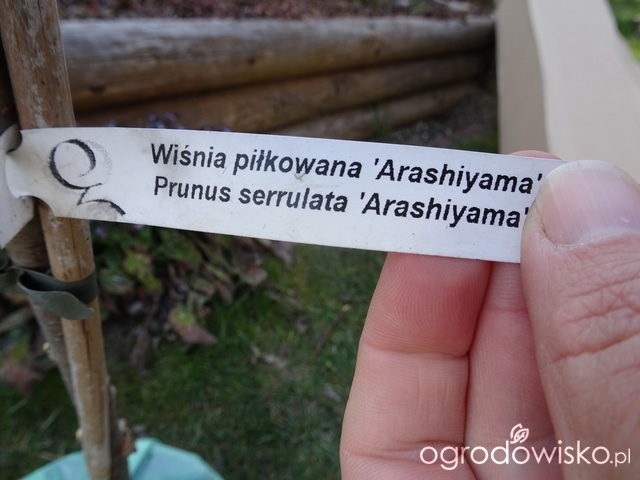 Wiśnia piłkowana 'Arashiyama'
Prunus serrulata 'Arashiyama'
ogrodowisko.pl